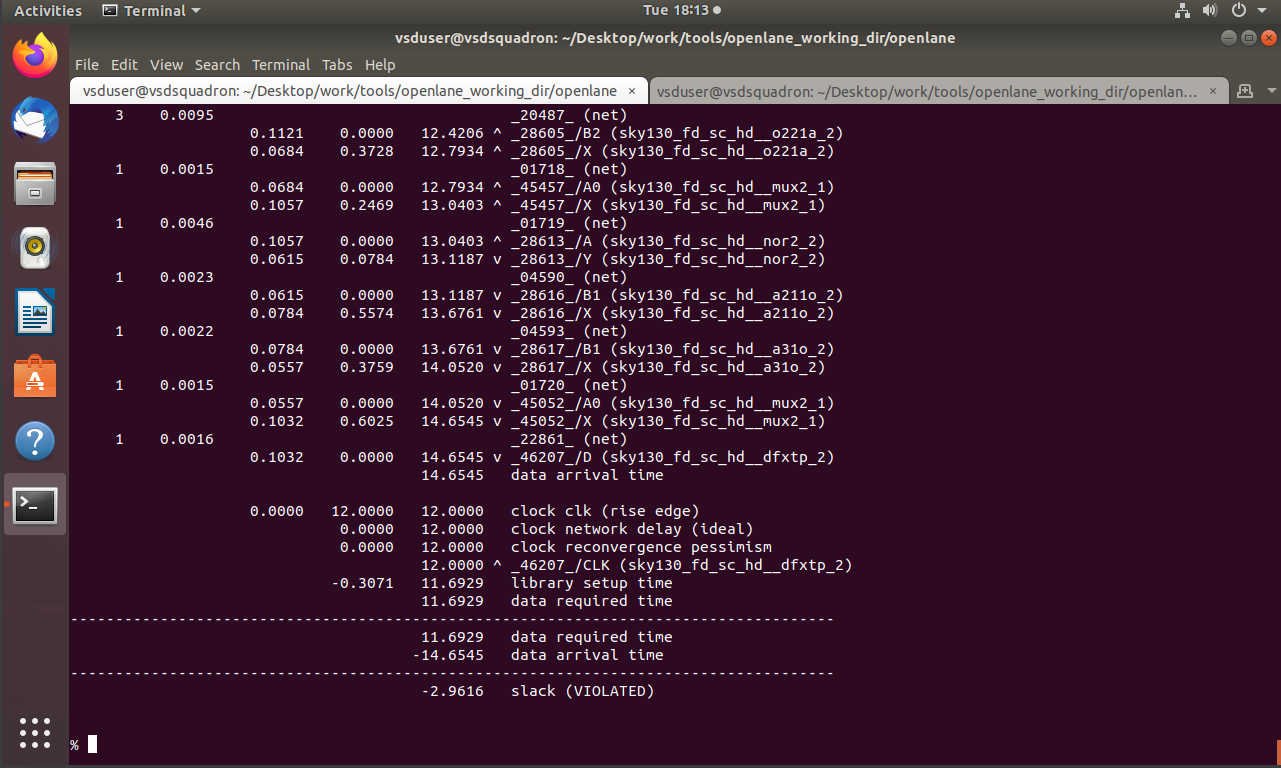 Activities Terminal Tue 18:13
vsduser@vsdsquadron: ~/Desktop/work/tools/openlane_working_dir/openlane
File Edit View Search Terminal Tabs Help
vsduser@vsdsquadron: ~/Desktop/work/tools/openlane_working_dir/openlane × vsduser@vsdsquadron: ~/Desktop/work/tools/openlane_working_dir/openlan... ×
3 0.0095 _20487_ (net)
0.1121 0.0000 12.4206 ^ _28605_/B2 (sky130_fd_sc_hd__o221a_2)
0.0684 0.3728 12.7934 ^ _28605_/X (sky130_fd_sc_hd__o221a_2)
1 0.0015 _01718_ (net)
0.0684 0.0000 12.7934 ^ _45457_/A0 (sky130_fd_sc_hd__mux2_1)
0.1057 0.2469 13.0403 ^ _45457_/X (sky130_fd_sc_hd__mux2_1)
1 0.0046 _01719_ (net)
0.1057 0.0000 13.0403 ^ _28613_/A (sky130_fd_sc_hd__nor2_2)
0.0615 0.0784 13.1187 v _28613_/Y (sky130_fd_sc_hd__nor2_2)
1 0.0023 _04590_ (net)
0.0615 0.0000 13.1187 v _28616_/B1 (sky130_fd_sc_hd__a211o_2)
0.0784 0.5574 13.6761 v _28616_/X (sky130_fd_sc_hd__a211o_2)
1 0.0022 _04593_ (net)
0.0784 0.0000 13.6761 v _28617_/B1 (sky130_fd_sc_hd__a31o_2)
0.0557 0.3759 14.0520 v _28617_/X (sky130_fd_sc_hd__a31o_2)
1 0.0015 _01720_ (net)
0.0557 0.0000 14.0520 v _45052_/A0 (sky130_fd_sc_hd__mux2_1)
0.1032 0.6025 14.6545 v _45052_/X (sky130_fd_sc_hd__mux2_1)
1 0.0016 _22861_ (net)
0.1032 0.0000 14.6545 v _46207_/D (sky130_fd_sc_hd__dfxtp_2)
14.6545 data arrival time
0.0000 12.0000 12.0000 clock clk (rise edge)
0.0000 12.0000 clock network delay (ideal)
0.0000 12.0000 clock reconvergence pessimism
12.0000 ^ _46207_/CLK (sky130_fd_sc_hd__dfxtp_2)
-0.3071 11.6929 library setup time
11.6929 data required time
-------------------------------------------------------------------------------------
11.6929 data required time
-14.6545 data arrival time
-------------------------------------------------------------------------------------
-2.9616 slack (VIOLATED)
%